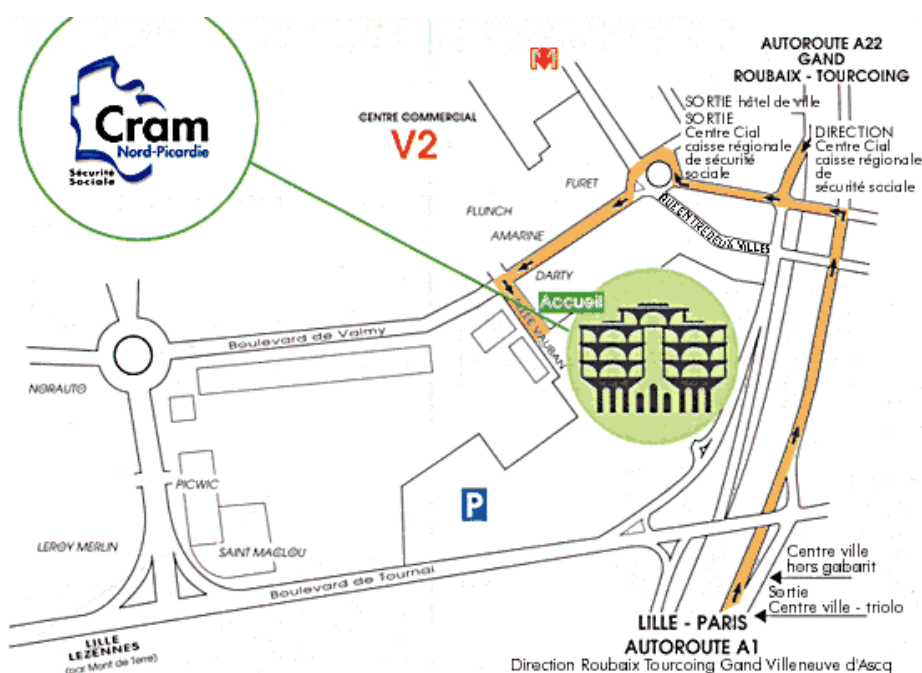 Cram
Nord-Picardie
Sécurité
Sociale
CENTRE COMMERCIAL
V2
AUTOROUTE A22
GAND
ROUBAIX - TOURCOING
SORTIE hôtel de ville
SORTIE
Centre Cial
caisse régionale
de sécurité
sociale
DIRECTION
Centre Cial
caisse régionale
de
sécurité sociale
FURET
FLUNCH
AMARINE
DARTY
RUE ENTREDEUX VILLES
Accueil
ALLEE VAUBAN
Boulevard de Valmy
NORAUTO
PICWIC
P
LEROY MERLIN
SAINT MACLOU
Boulevard de Tournai
Centre ville
hors gabarit
Sortie
Centre ville - triolo
LILLE
LEZENNES
(par Mont de Terre)
LILLE - PARIS
AUTOROUTE A1
Direction Roubaix Tourcoing Gand Villeneuve d'Ascq